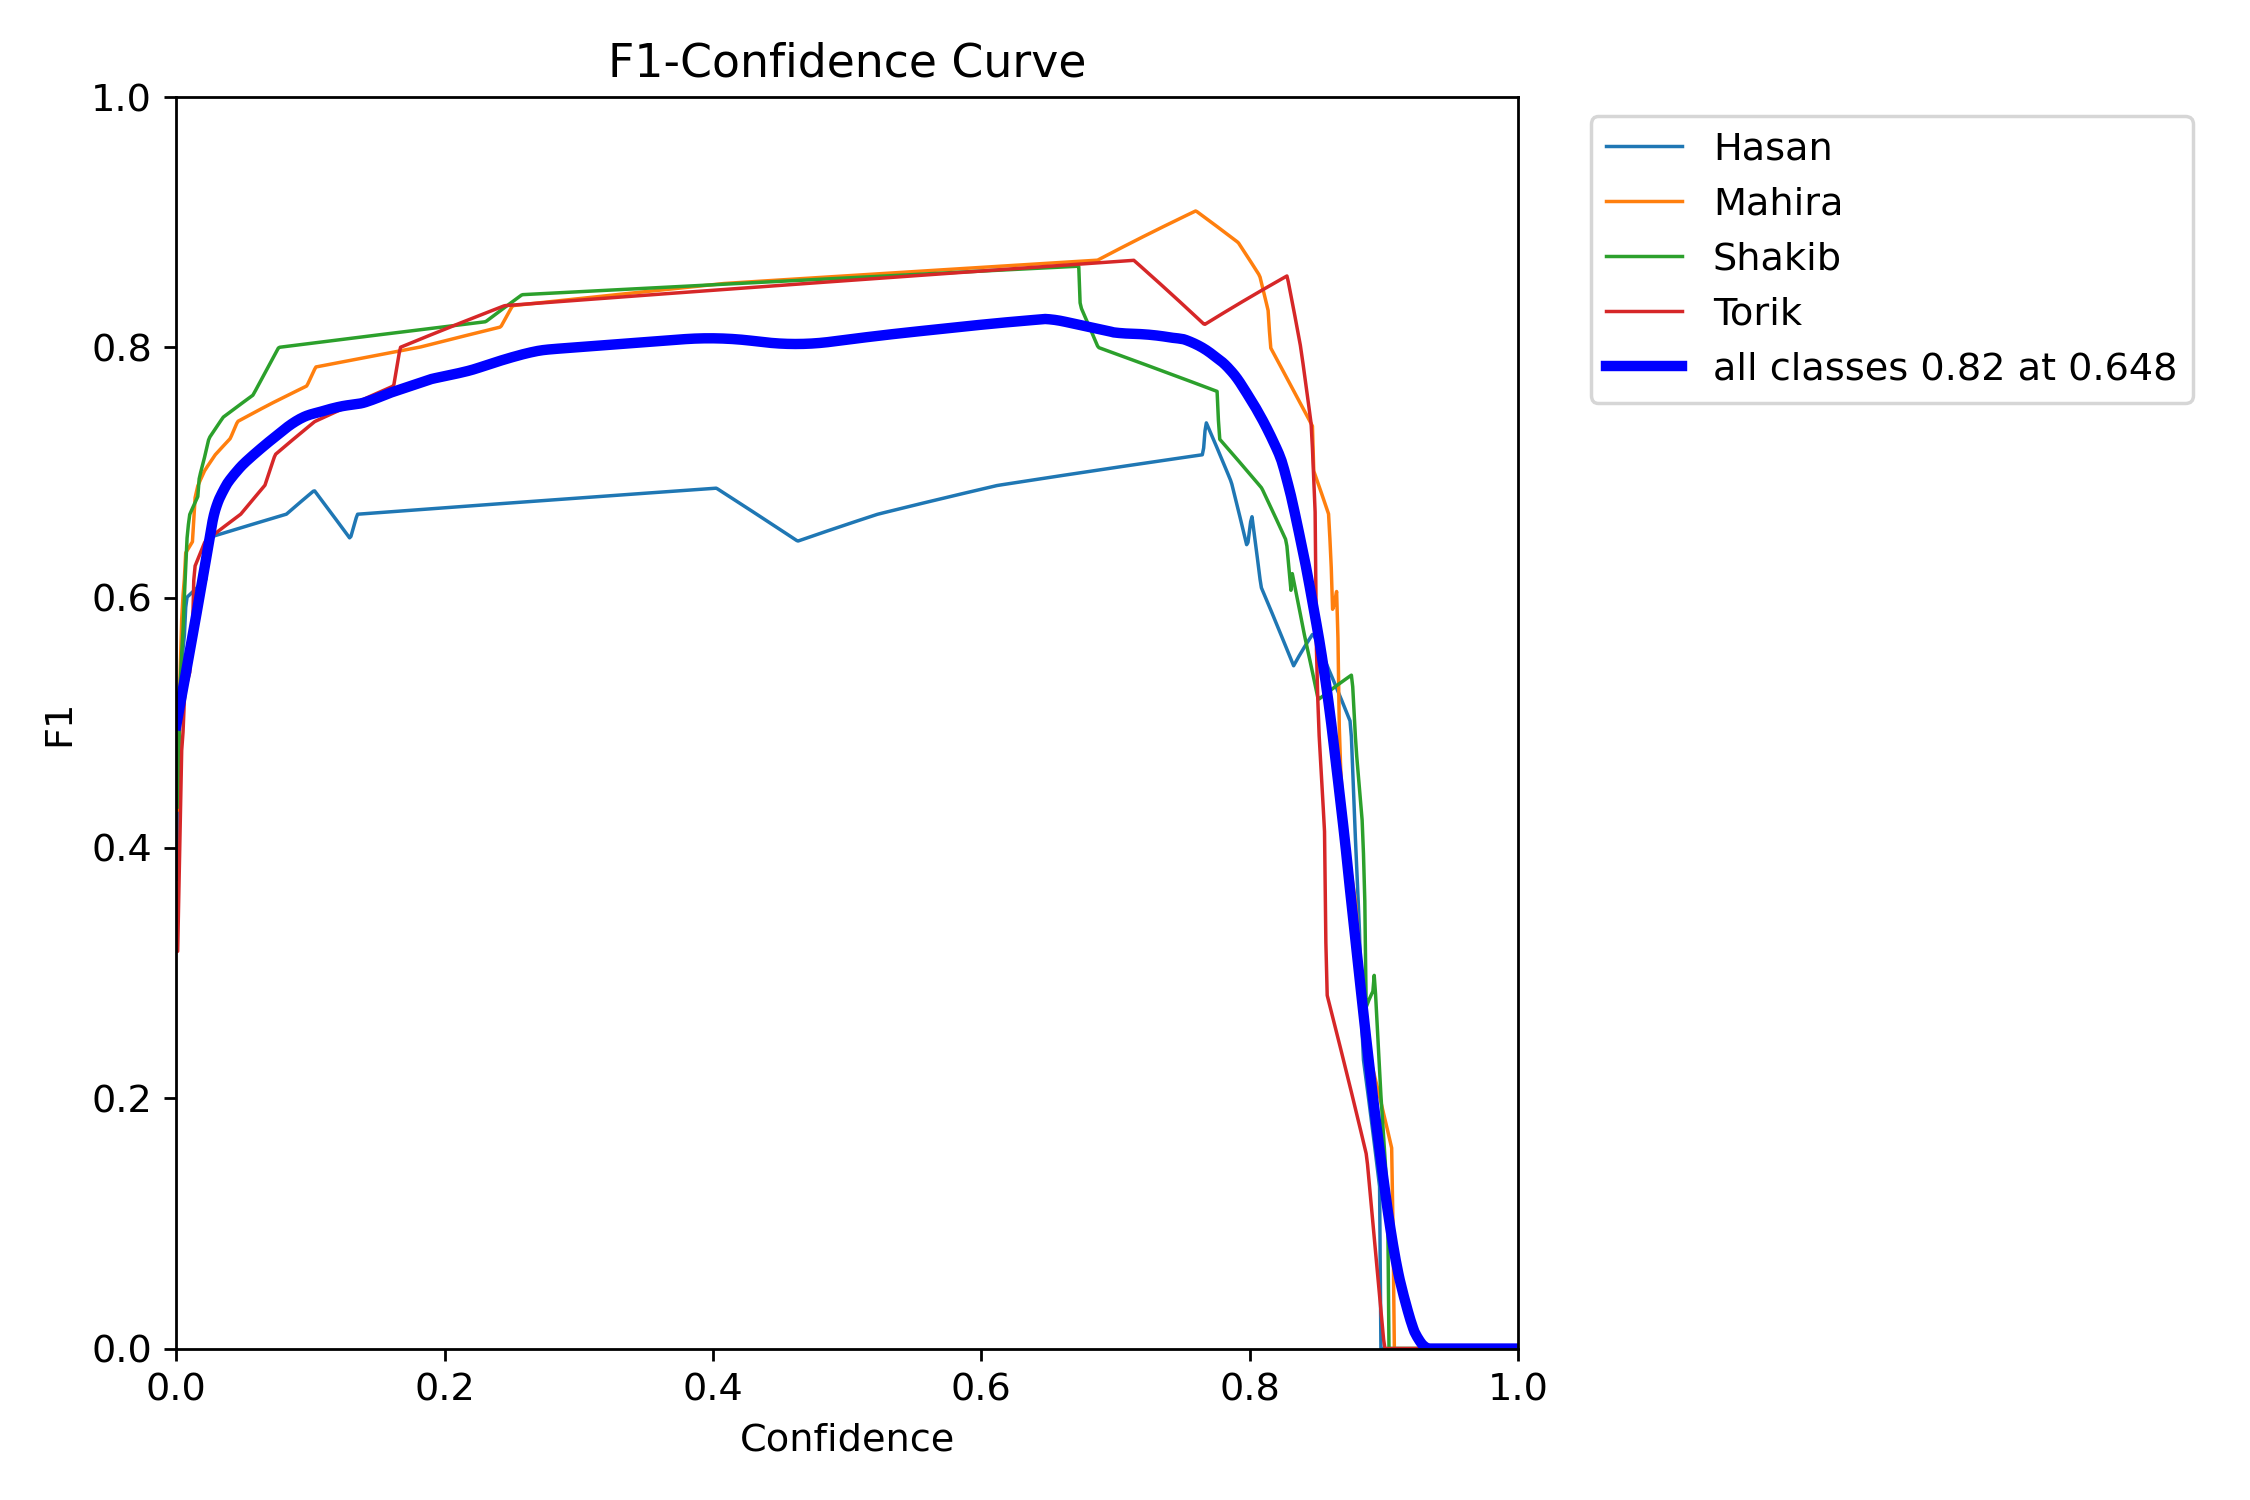 F1-Confidence Curve
1.0
0.8
0.6
0.4
0.2
0.0
F1
0.0 0.2 0.4 0.6 0.8 1.0
Confidence
Hasan
Mahira
Shakib
Torik
all classes 0.82 at 0.648